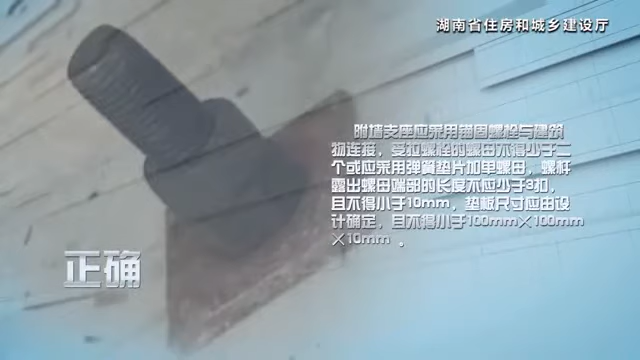 湖南省住房和城乡建设厅
附墙支座应采用锚固螺栓与建筑
物连接，受拉螺栓的螺母不得少于二
个或应采用弹簧垫片加单螺母，螺杆
露出螺母端部的长度不应少于3扣，
且不得小于10mm，垫板尺寸应由设
计确定，且不得小于100mm×100mm
×10mm 。
正确